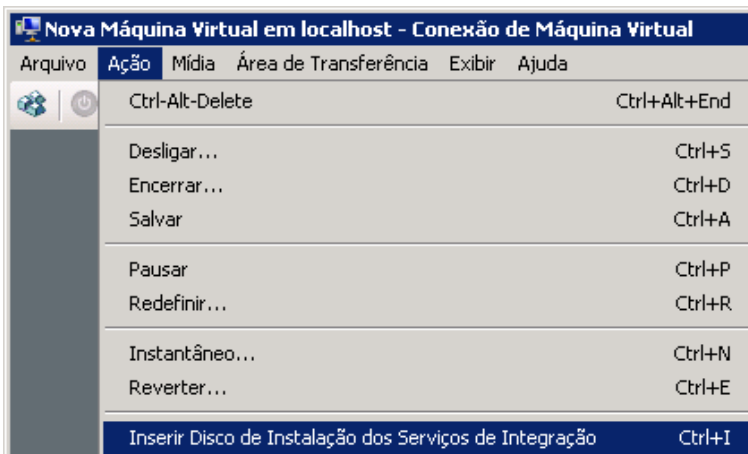 Nova Máquina Virtual em localhost - Conexão de Máquina Virtual
Arquivo Ação Mídia Área de Transferência Exibir Ajuda
Ctrl-Alt-Delete Ctrl+Alt+End
Desligar... Ctrl+S
Encerrar... Ctrl+D
Salvar Ctrl+A
Pausar Ctrl+P
Redefinir... Ctrl+R
Instantâneo... Ctrl+N
Reverter... Ctrl+E
Inserir Disco de Instalação dos Serviços de Integração Ctrl+I